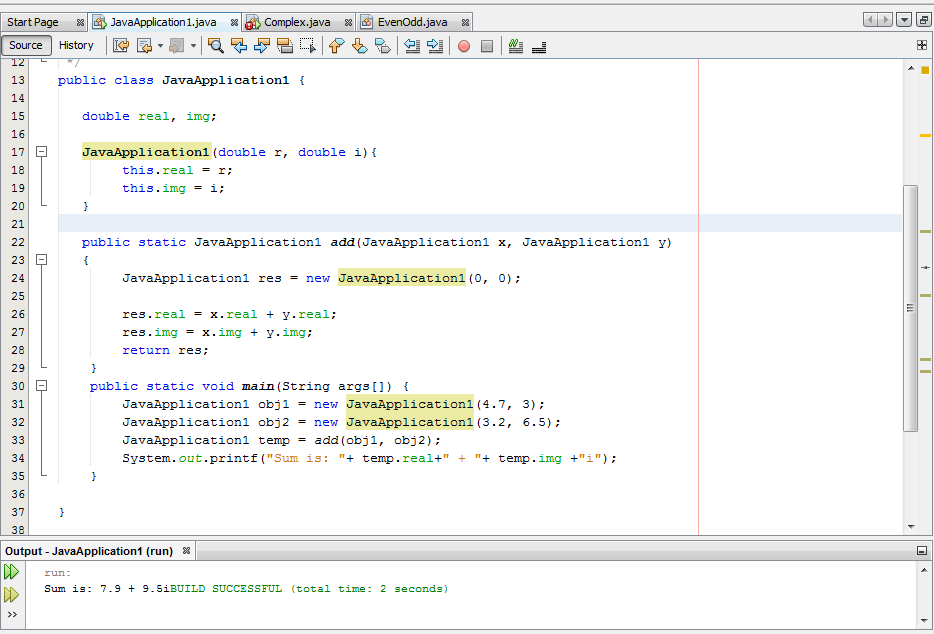 Start Page JavaApplication1.java Complex.java EvenOdd.java
Source History
12 */
13 public class JavaApplication1 {
14
15 double real, img;
16
17 JavaApplication1(double r, double i){
18 this.real = r;
19 this.img = i;
20 }
21
22 public static JavaApplication1 add(JavaApplication1 x, JavaApplication1 y)
23 {
24 JavaApplication1 res = new JavaApplication1(0, 0);
25
26 res.real = x.real + y.real;
27 res.img = x.img + y.img;
28 return res;
29 }
30 public static void main(String args[]) {
31 JavaApplication1 obj1 = new JavaApplication1(4.7, 3);
32 JavaApplication1 obj2 = new JavaApplication1(3.2, 6.5);
33 JavaApplication1 temp = add(obj1, obj2);
34 System.out.printf("Sum is: "+ temp.real+" + "+ temp.img +"i");
35 }
36
37 }
38
Output - JavaApplication1 (run)
run:
Sum is: 7.9 + 9.5iBUILD SUCCESSFUL (total time: 2 seconds)